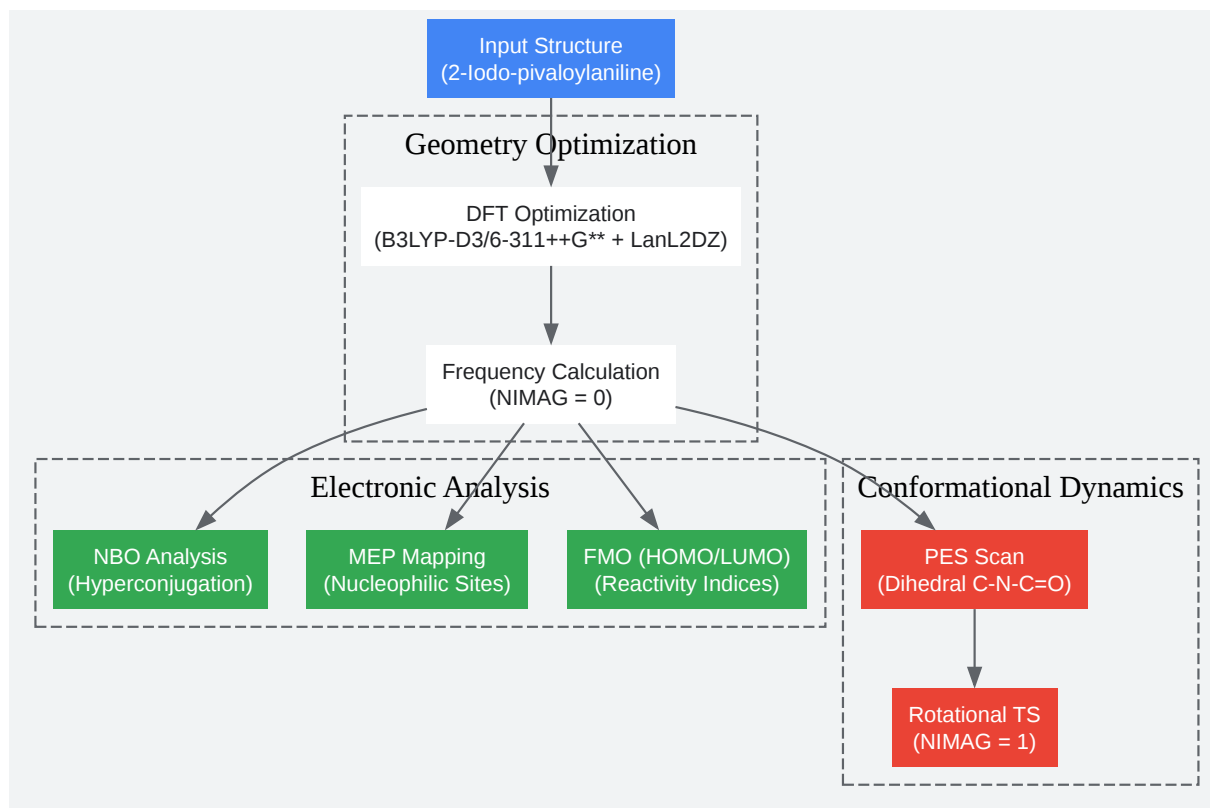 Input Structure
(2-Iodo-pivaloylaniline)
Geometry Optimization
DFT Optimization
(B3LYP-D3/6-311++G** + LanL2DZ)
Frequency Calculation
(NIMAG = 0)
Electronic Analysis
NBO Analysis
(Hyperconjugation)
MEP Mapping
(Nucleophilic Sites)
FMO (HOMO/LUMO)
(Reactivity Indices)
Conformational Dynamics
PES Scan
(Dihedral C-N-C=O)
Rotational TS
(NIMAG = 1)